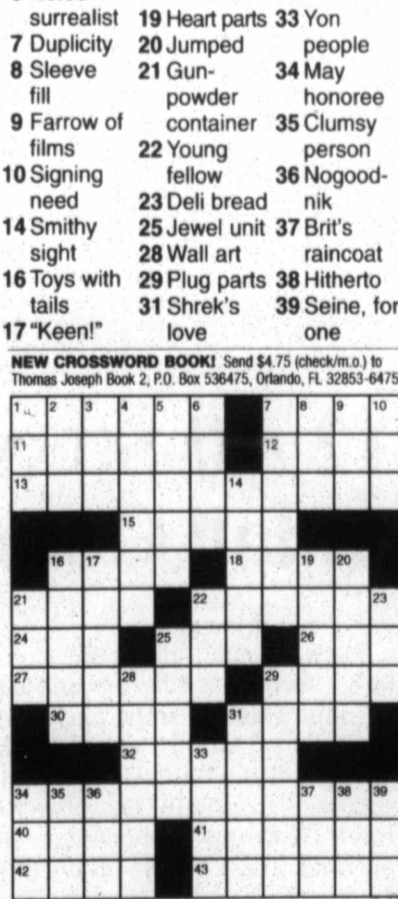 surrealist
7 Duplicity
8 Sleeve
fill
9 Farrow of
films
10 Signing
need
14 Smithy
sight
16 Toys with
tails
17 "Keen!"
19 Heart parts
20 Jumped
21 Gun-
powder
container
22 Young
fellow
23 Deli bread
25 Jewel unit
28 Wall art
29 Plug parts
31 Shrek's
love
33 Yon
people
34 May
honoree
35 Clumsy
person
36 Nogood-
nik
37 Brit's
raincoat
38 Hitherto
39 Seine, for
one
NEW CROSSWORD BOOK! Send $4.75 (check/m.o.) to
Thomas Joseph Book 2, P.O. Box 536475, Orlando, FL 32853-6475
1 2 3 4 5 6 7 8 9 10
11 12
13 14
15
16 17 18 19 20
21 22 23
24 25 26
27 28 29
30 31
32 33
34 35 36 37 38 39
40 41
42 43